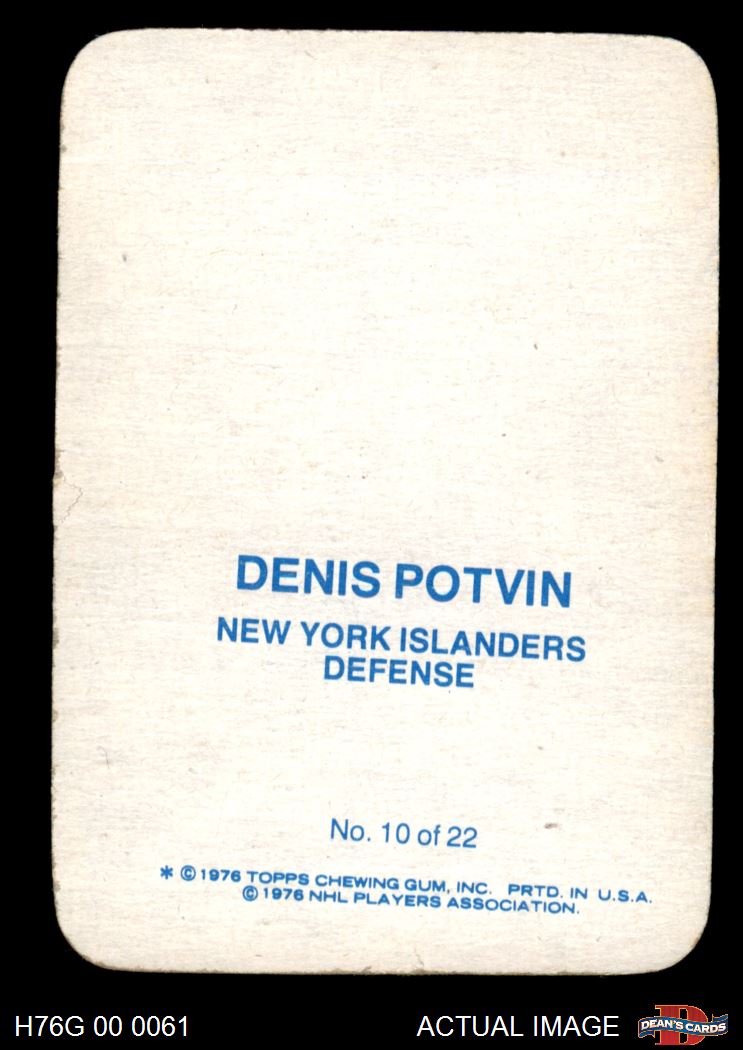 DENIS POTVIN
NEW YORK ISLANDERS
DEFENSE
No. 10 of 22
* ©1976 TOPPS CHEWING GUM, INC. PRTD. IN U.S.A.
© 1976 NHL PLAYERS ASSOCIATION.
H76G 00 0061
ACTUAL IMAGE
D
DEAN'S CARDS